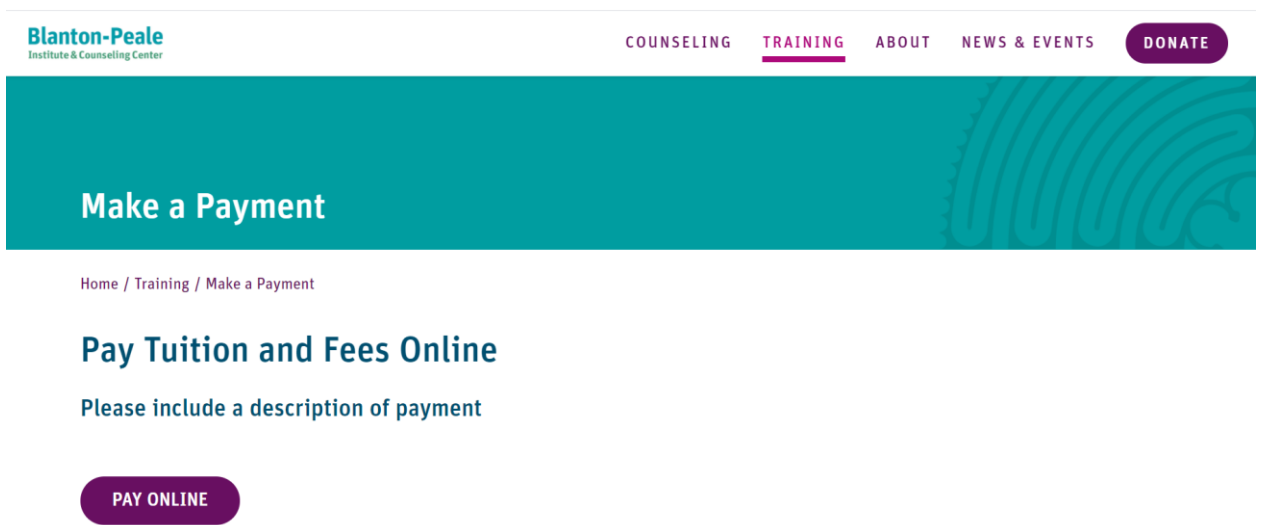 Blanton-Peale
Institute & Counseling Center
COUNSELING TRAINING ABOUT NEWS & EVENTS DONATE
Make a Payment
Home / Training / Make a Payment
Pay Tuition and Fees Online
Please include a description of payment
PAY ONLINE